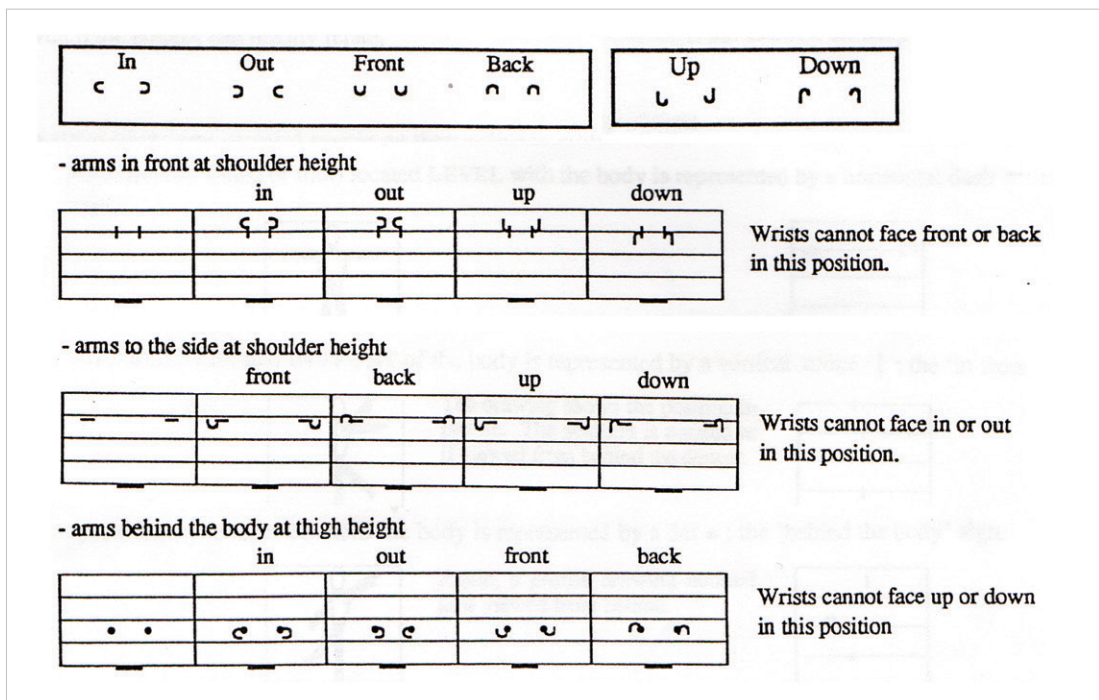 In Out Front Back Up Down
- arms in front at shoulder height
in out up down
Wrists cannot face front or back
in this position.
- arms to the side at shoulder height
front back up down
Wrists cannot face in or out
in this position.
- arms behind the body at thigh height
in out front back
Wrists cannot face up or down
in this position